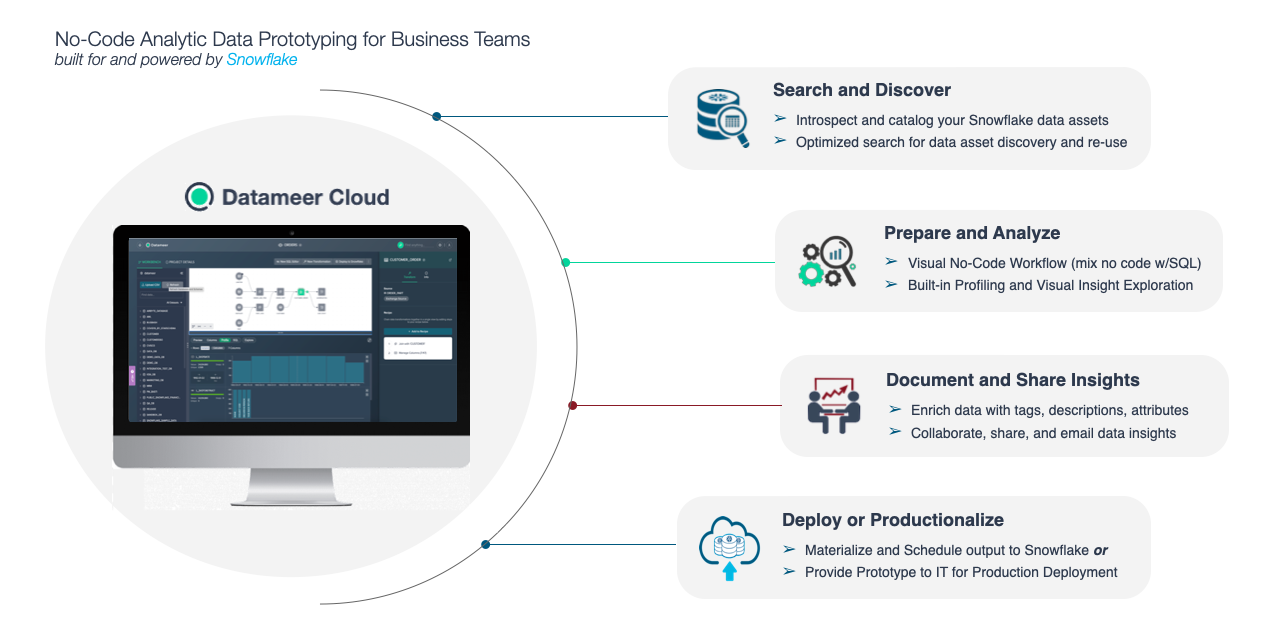 No-Code Analytic Data Prototyping for Business Teams
built for and powered by Snowflake
Datameer Cloud
Datameer
PROJECT DETAILS
CUSTOMER_ORDER
Search and Discover
➢ Introspect and catalog your Snowflake data assets
➢ Optimized search for data asset discovery and re-use
Prepare and Analyze
➢ Visual No-Code Workflow (mix no code w/SQL)
➢ Built-in Profiling and Visual Insight Exploration
Document and Share Insights
➢ Enrich data with tags, descriptions, attributes
➢ Collaborate, share, and email data insights
Deploy or Productionalize
➢ Materialize and Schedule output to Snowflake or
➢ Provide Prototype to IT for Production Deployment